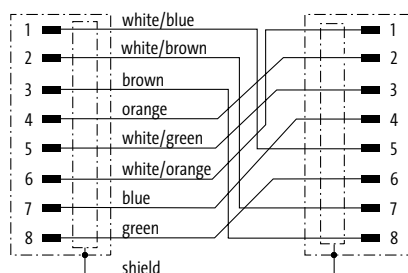 1 white/blue 1
2 white/brown 2
3 brown 3
4 orange 4
5 white/green 5
6 white/orange 6
7 blue 7
8 green 8
shield